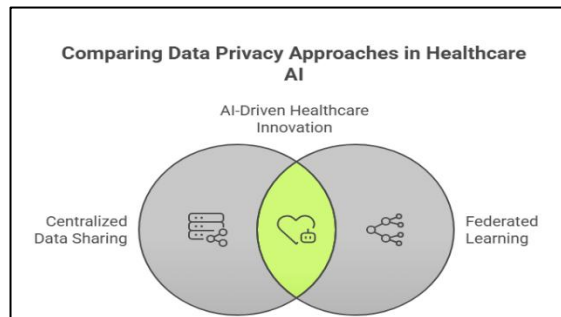 Comparing Data Privacy Approaches in Healthcare
AI
AI-Driven Healthcare
Innovation
Centralized
Data Sharing
Federated
Learning